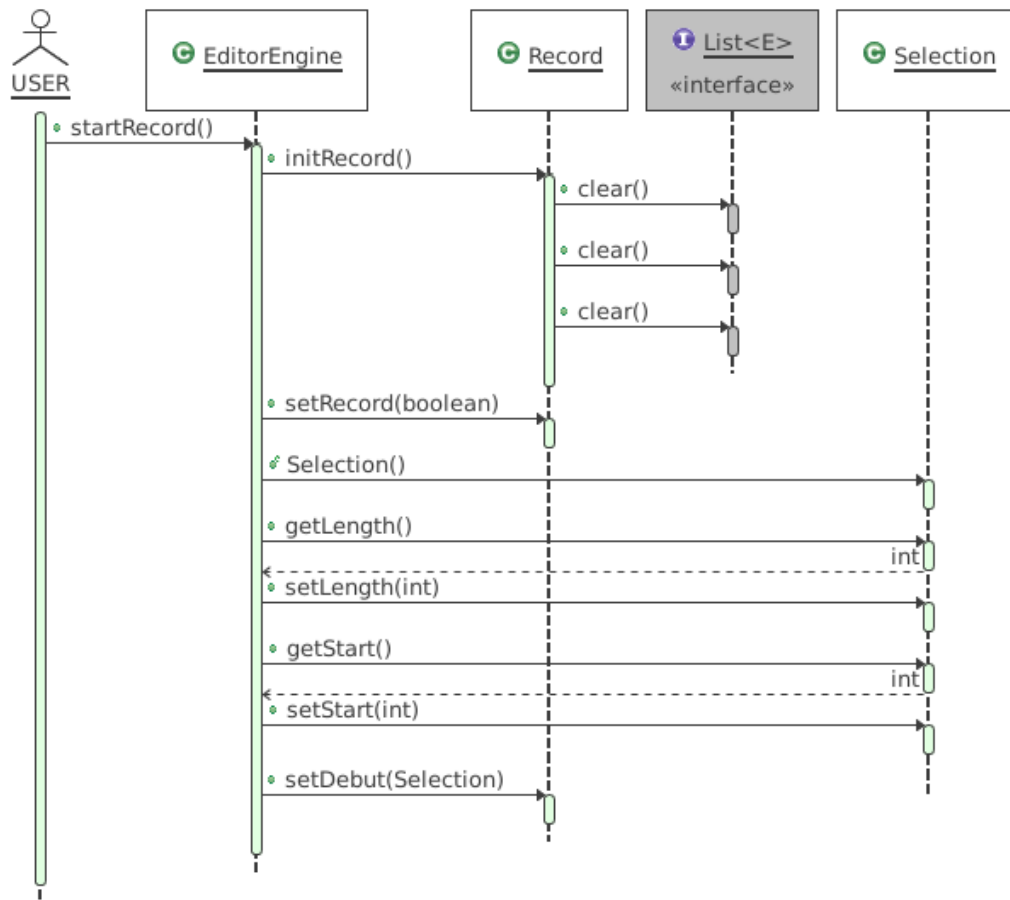 USER
C EditorEngine
C Record
I List<E>
«interface»
C Selection
startRecord()
initRecord()
clear()
clear()
clear()
setRecord(boolean)
Selection()
getLength()
int
setLength(int)
getStart()
int
setStart(int)
setDebut(Selection)